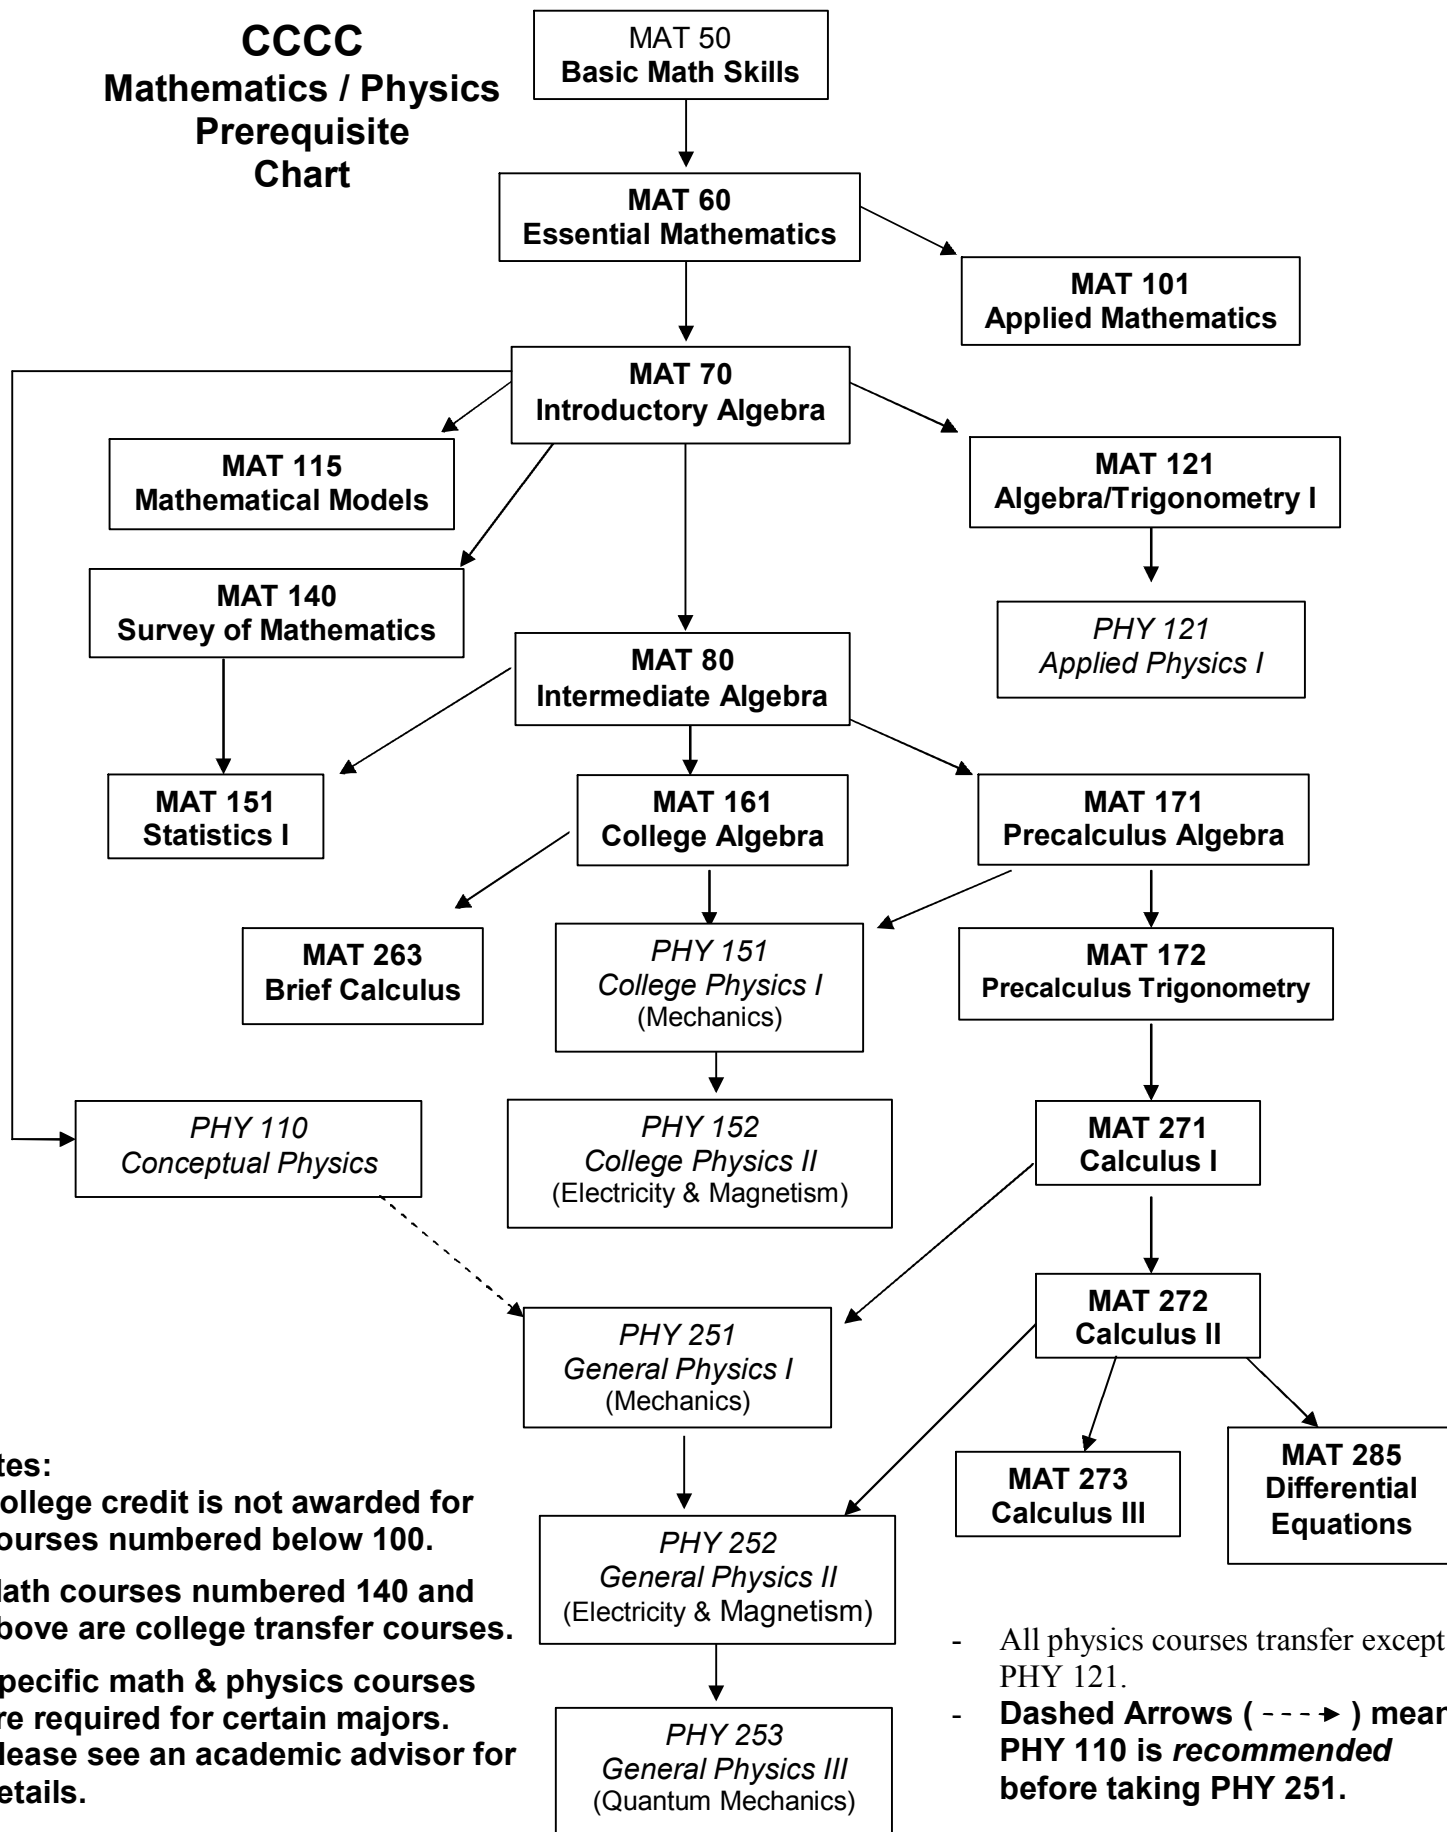 CCCC
Mathematics / Physics
Prerequisite
Chart
MAT 50
Basic Math Skills
MAT 60
Essential Mathematics
MAT 101
Applied Mathematics
MAT 70
Introductory Algebra
MAT 115
Mathematical Models
MAT 121
Algebra/Trigonometry I
MAT 140
Survey of Mathematics
PHY 121
Applied Physics I
MAT 80
Intermediate Algebra
MAT 151
Statistics I
MAT 161
College Algebra
MAT 171
Precalculus Algebra
MAT 263
Brief Calculus
PHY 151
College Physics I
(Mechanics)
MAT 172
Precalculus Trigonometry
PHY 110
Conceptual Physics
PHY 152
College Physics II
(Electricity & Magnetism)
MAT 271
Calculus I
MAT 272
Calculus II
PHY 251
General Physics I
(Mechanics)
MAT 273
Calculus III
MAT 285
Differential
Equations
PHY 252
General Physics II
(Electricity & Magnetism)
PHY 253
General Physics III
(Quantum Mechanics)
tes:
ollege credit is not awarded for
ourses numbered below 100.
ath courses numbered 140 and
bove are college transfer courses.
pecific math & physics courses
re required for certain majors.
lease see an academic advisor for
etails.
- All physics courses transfer except
PHY 121.
- Dashed Arrows ( ) mean
PHY 110 is recommended
before taking PHY 251.